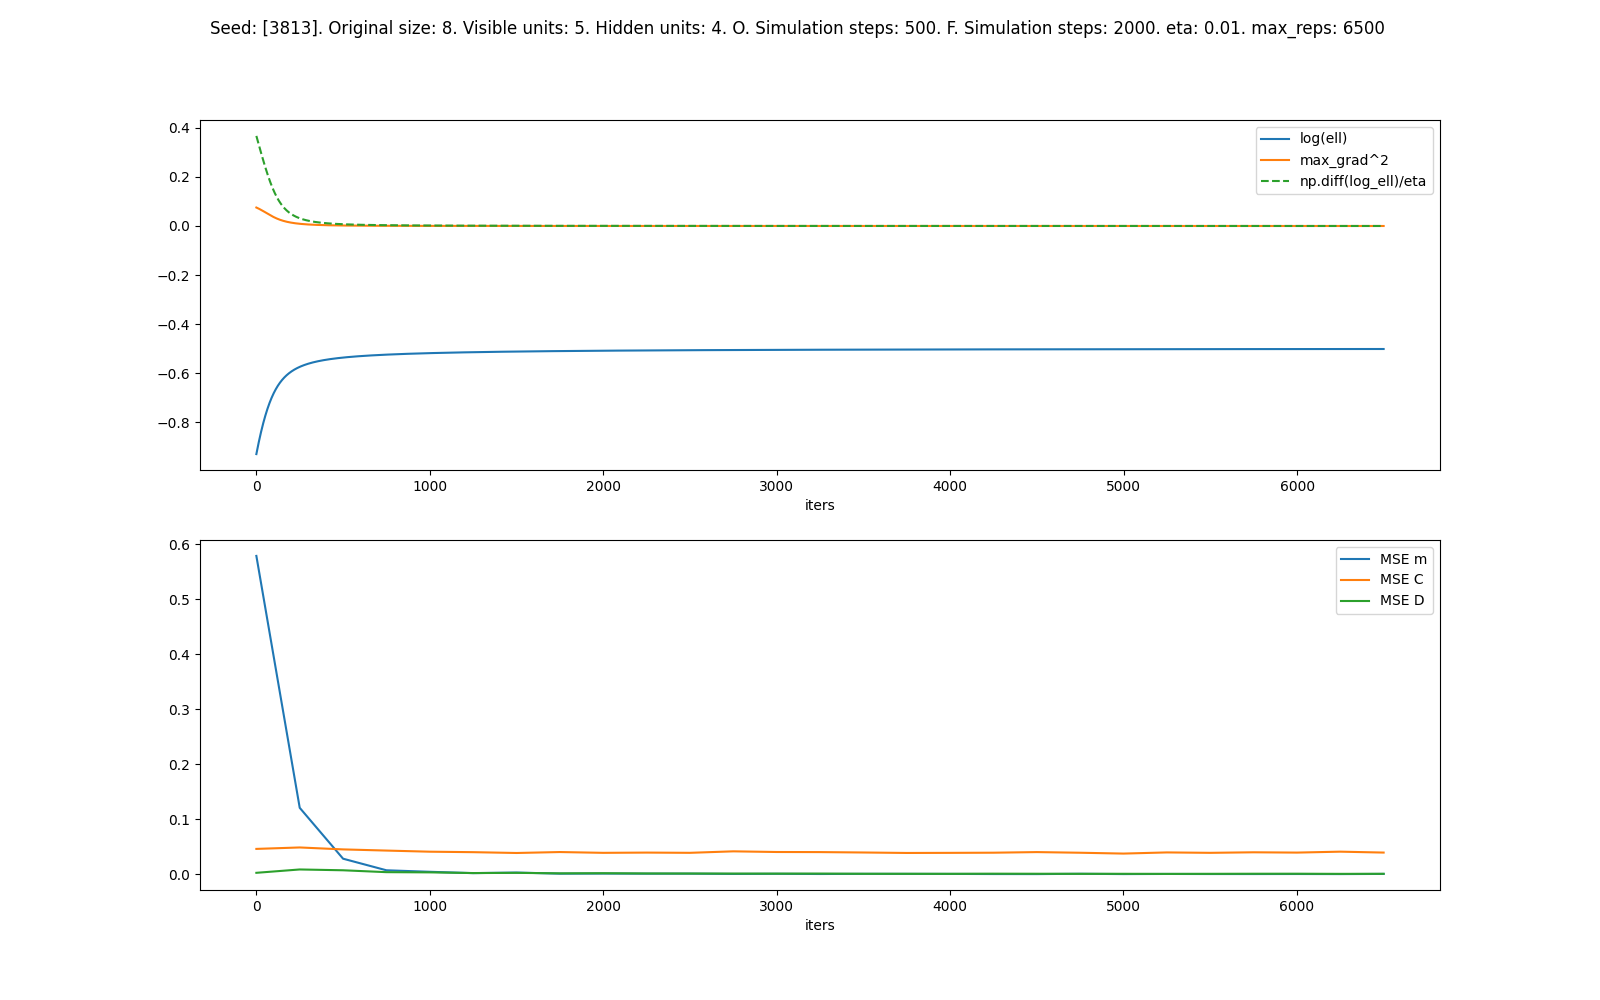 Seed: [3813]. Original size: 8. Visible units: 5. Hidden units: 4. O. Simulation steps: 500. F. Simulation steps: 2000. eta: 0.01. max_reps: 6500
0.4
0.2
0.0
−0.2
−0.4
−0.6
−0.8
log(ell)
max_grad^2
np.diff(log_ell)/eta
0 1000 2000 3000 4000 5000 6000
iters
0.6
0.5
0.4
0.3
0.2
0.1
0.0
MSE m
MSE C
MSE D
0 1000 2000 3000 4000 5000 6000
iters